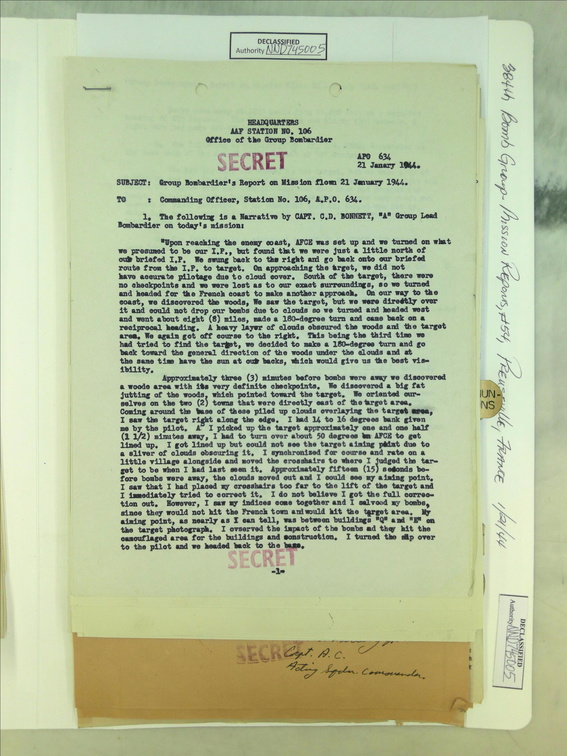 DECLASSIFIED
Authority NND745005
HEADQUARTERS
AAF STATION NO. 106
Office of the Group Bombardier
SECRET
APO 634
21 Janary 1944.
SUBJECT: Group Bombardier's Report on Mission flown 21 January 1944.
TO : Commanding Officer, Station No. 106, A.P.O. 634.
1. The following is a Narrative by CAPT. C.D. BONNETT, "A" Group Lead
Bombardier on today's mission:
"Upon reaching the enemy coast, AFCE was set up and we turned on what
we presumed to be our I.P., but found that we were just a little north of
our briefed I.P. We swung back to the right and go back onto our briefed
route from the I.P. to target. On approaching the target, we did not
have accurate pilotage due to cloud cover. South of the target, there were
no checkpoints and we were lost as to our exact surroundings, so we turned
and headed for the French coast to make another approach. On our way to the
coast, we discovered the woods, We saw the target, but we were directly over
it and could not drop our bombs due to clouds so we turned and headed west
and went about eight (8) miles, made a 180-degree turn and came back on a
reciprocal heading. A heavy layer of clouds obscured the woods and the target
area. We again got off course to the right. This being the third time we
had tried to find the target, we decided to make a 180-degree turn and go
back toward the general direction of the woods under the clouds and at
the same time have the sun at our backs, which would give us the best vis-
ibility.
Approximately three (3) minutes before bombs were away we discovered
a woods area with its very definite checkpoints. We discovered a big fat
jutting of the woods, which pointed toward the target. We oriented our-
selves on the two (2) towns that were directly east of the target area.
Coming around the base of these piled up clouds overlaying the target area,
I saw the target right along the edge. I had 14 to 16 degrees bank given
me by the pilot. A I picked up the target approximately one and one half
(1 1/2) minutes away, I had to turn over about 50 degrees in AFCE to get
lined up. I got lined up but could not see the target aiming point due to
a sliver of clouds obscuring it. I synchronised for course and rate on a
little village alongside and moved the crosshairs to where I judged the tar-
get to be when I had last seen it. Approximately fifteen (15) seconds be-
fore bombs were away, the clouds moved out and I could see my aiming point,
I saw that I had placed my crosshairs too far to the lift of the target and
I immediately tried to correct it. I do not believe I got the full correc-
tion out. However, I saw my indices come together and I salvoed my bombs,
since they would not hit the French town and would hit the target area. My
aiming point, as nearly as I can tell, was between buildings "Q" and "E" on
the target photograph. I overved the impact of the bombs ad they hit the
camouflaged area for the buildings and construction. I turned the ship over
to the pilot and we headed back to the base.
SECRET
-1-
SECRET
Capt. A.C.
Acting Sqdn. Commander.
384th Bomb Group - Mission Reports, #54, FRANCE 1/21/44
DECLASSIFIED
Authority NND745005